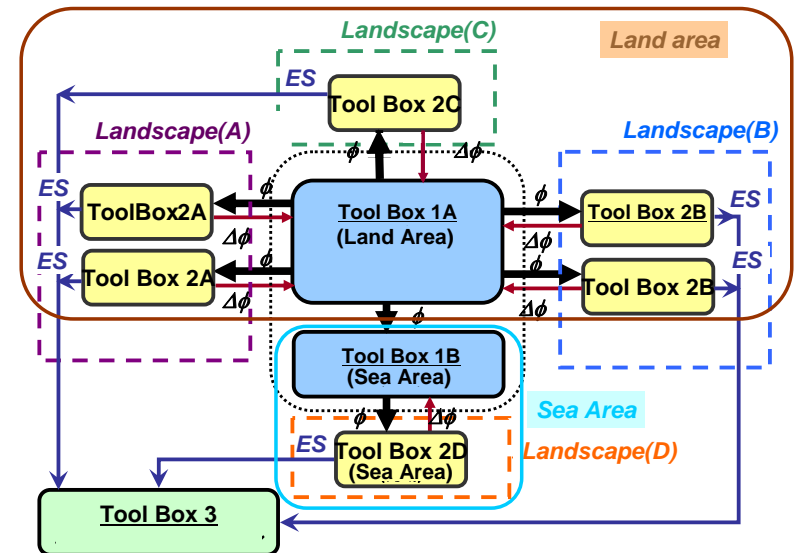 Landscape(C)
Land area
ES
Tool Box 2C
Landscape(A)
Landscape(B)
ϕ
Δϕ
ES
ToolBox2A
ϕ
Tool Box 1A
(Land Area)
ϕ
Tool Box 2B
ES
Δϕ
Δϕ
ES
Tool Box 2A
ϕ
ϕ
Tool Box 2B
ES
Δϕ
Δϕ
ϕ
Tool Box 1B
(Sea Area)
Sea Area
ϕ
Δϕ
ES
Tool Box 2D
(Sea Area)
Landscape(D)
Tool Box 3